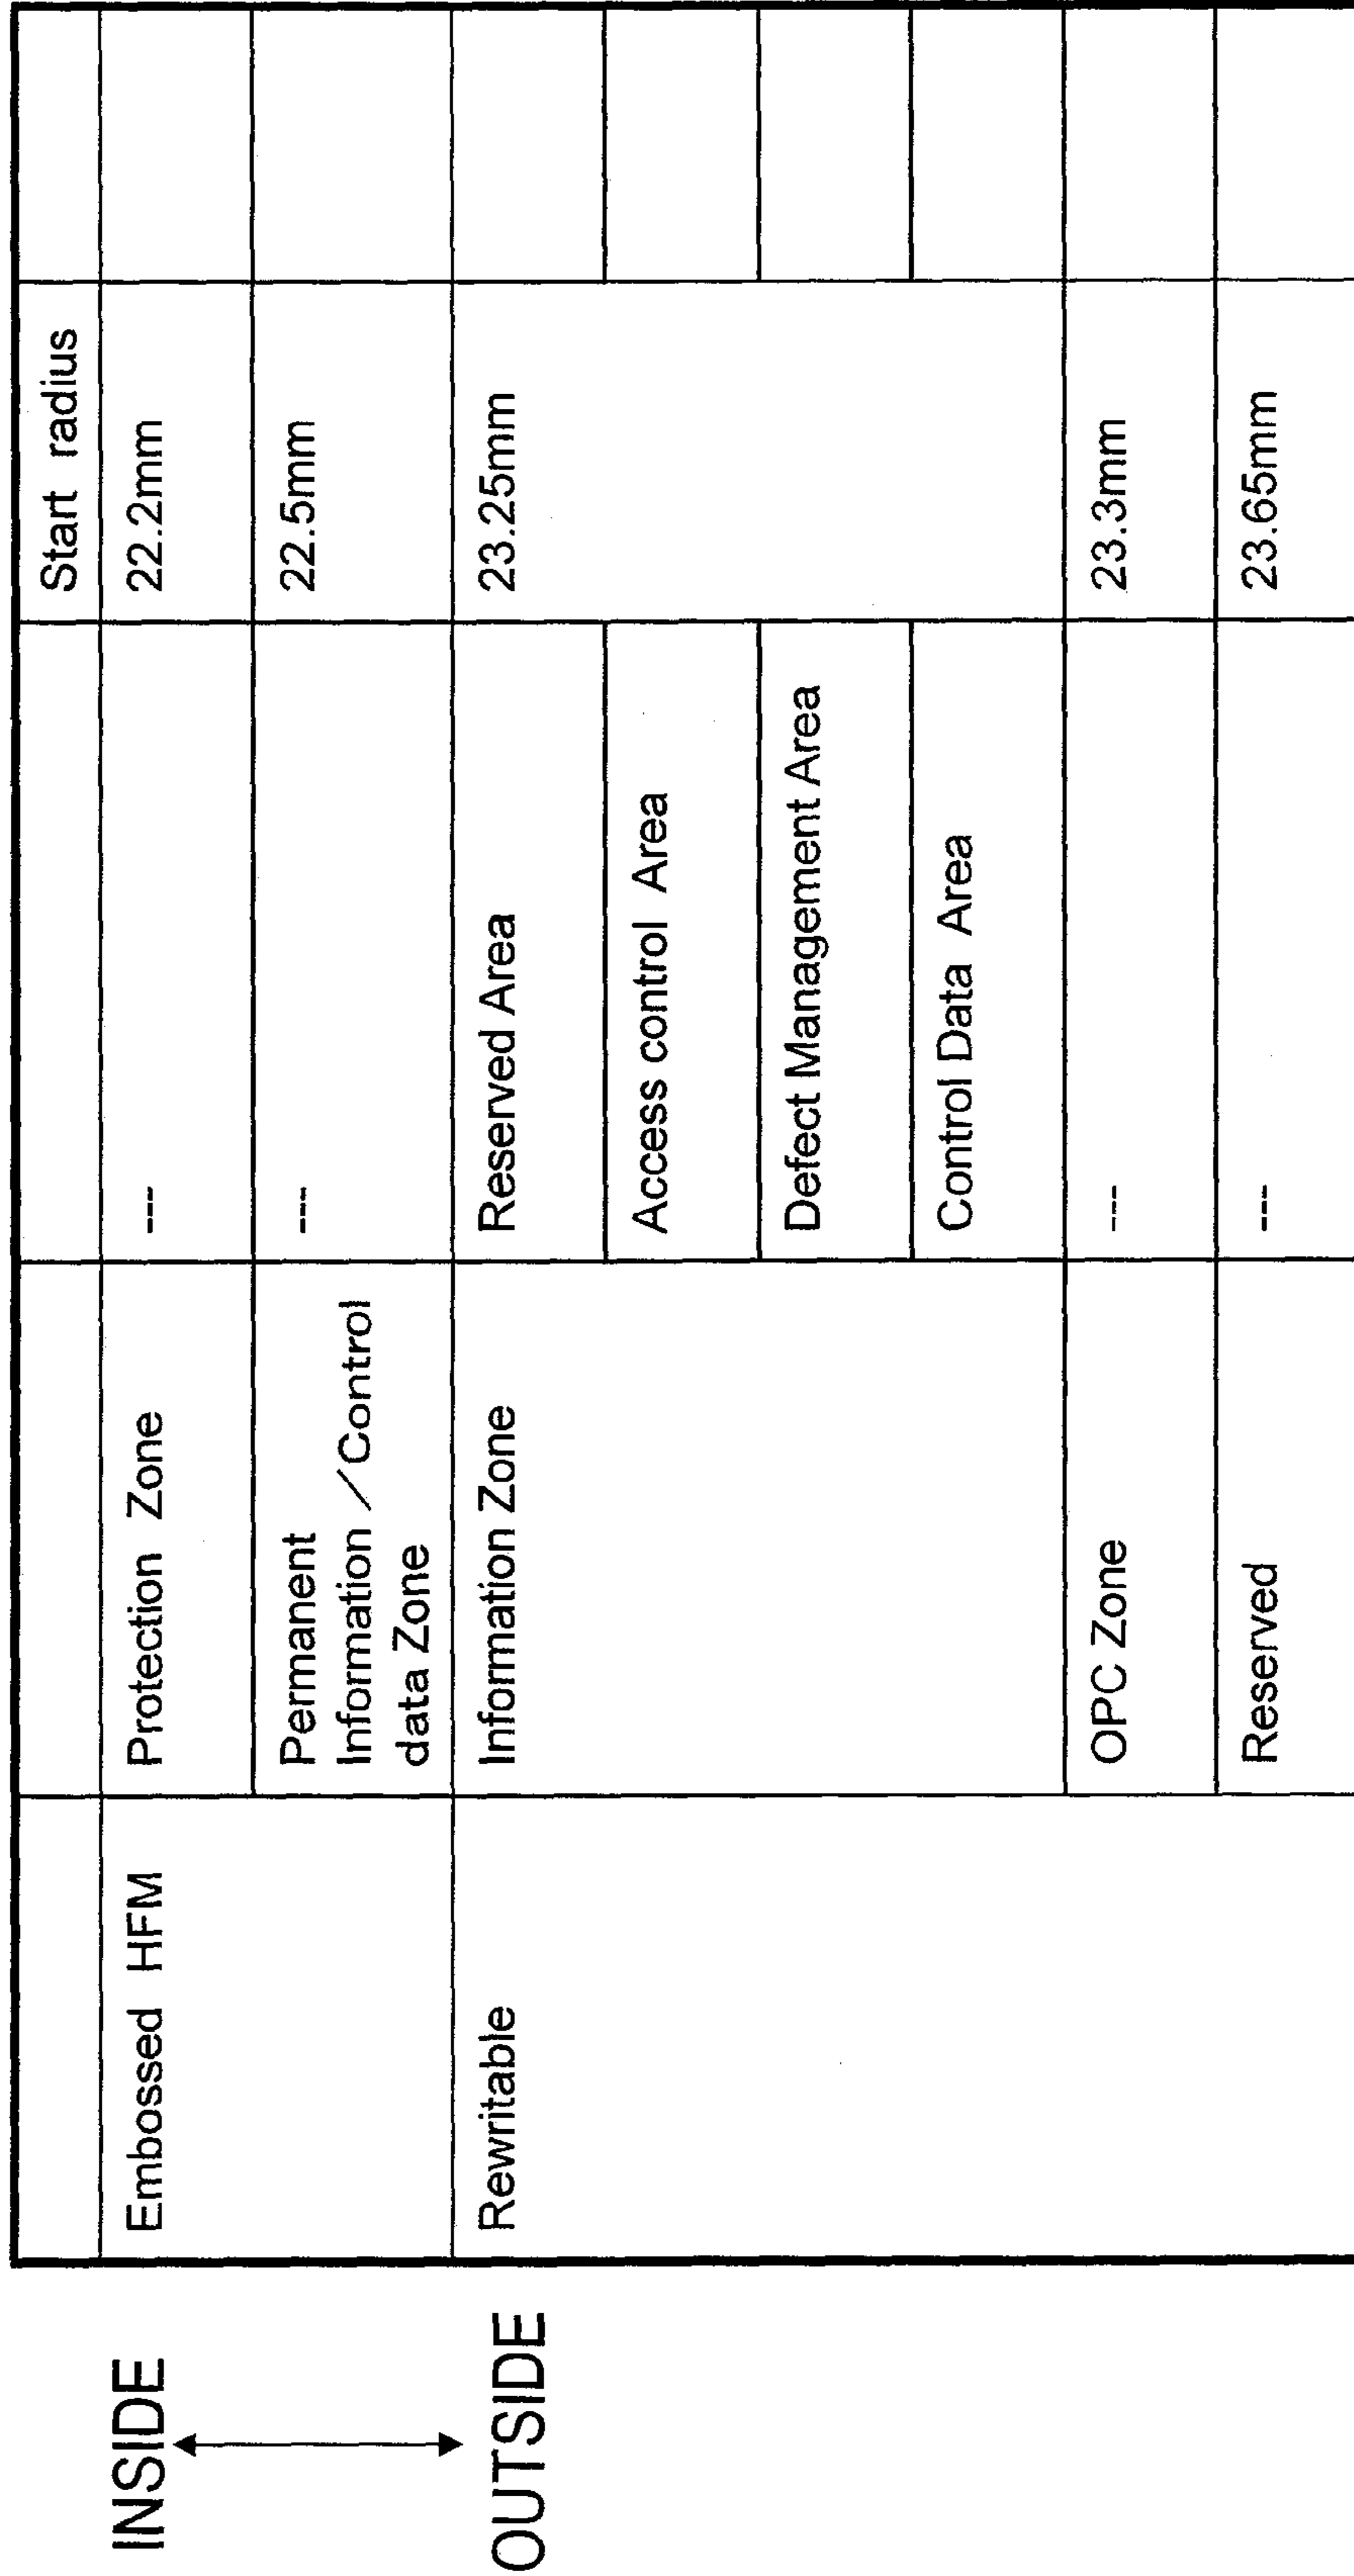 Start radius
INSIDE
Embossed HFM
Protection Zone
---
22.2mm
Permanent
Information /Control
data Zone
---
22.5mm
OUTSIDE
Rewritable
Information Zone
Reserved Area
23.25mm
Access control Area
Defect Management Area
Control Data Area
OPC Zone
---
23.3mm
Reserved
---
23.65mm